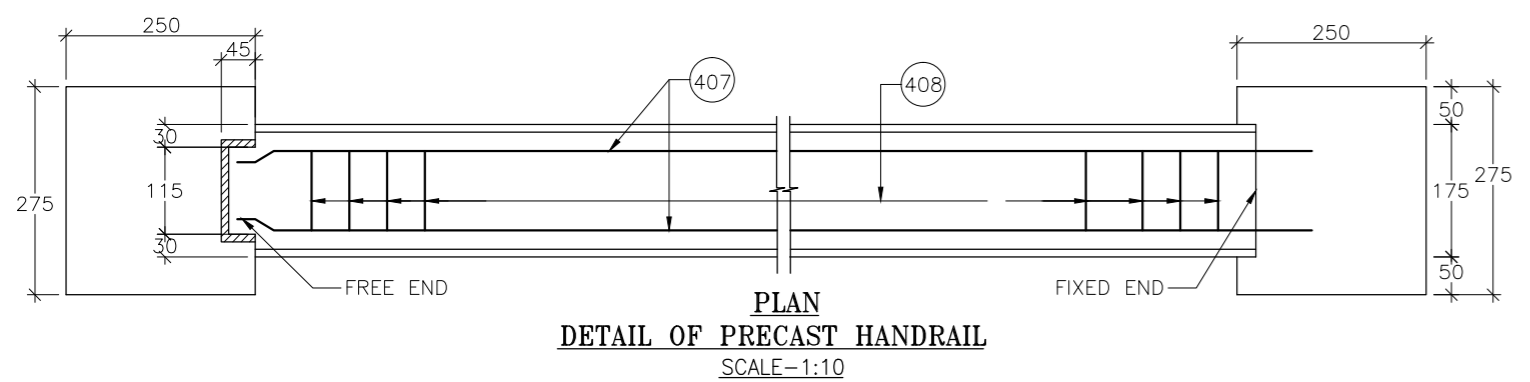 250
45
250
407
408
30
115
30
275
50
175
50
275
FREE END
FIXED END
PLAN
DETAIL OF PRECAST HANDRAIL
SCALE-1:10